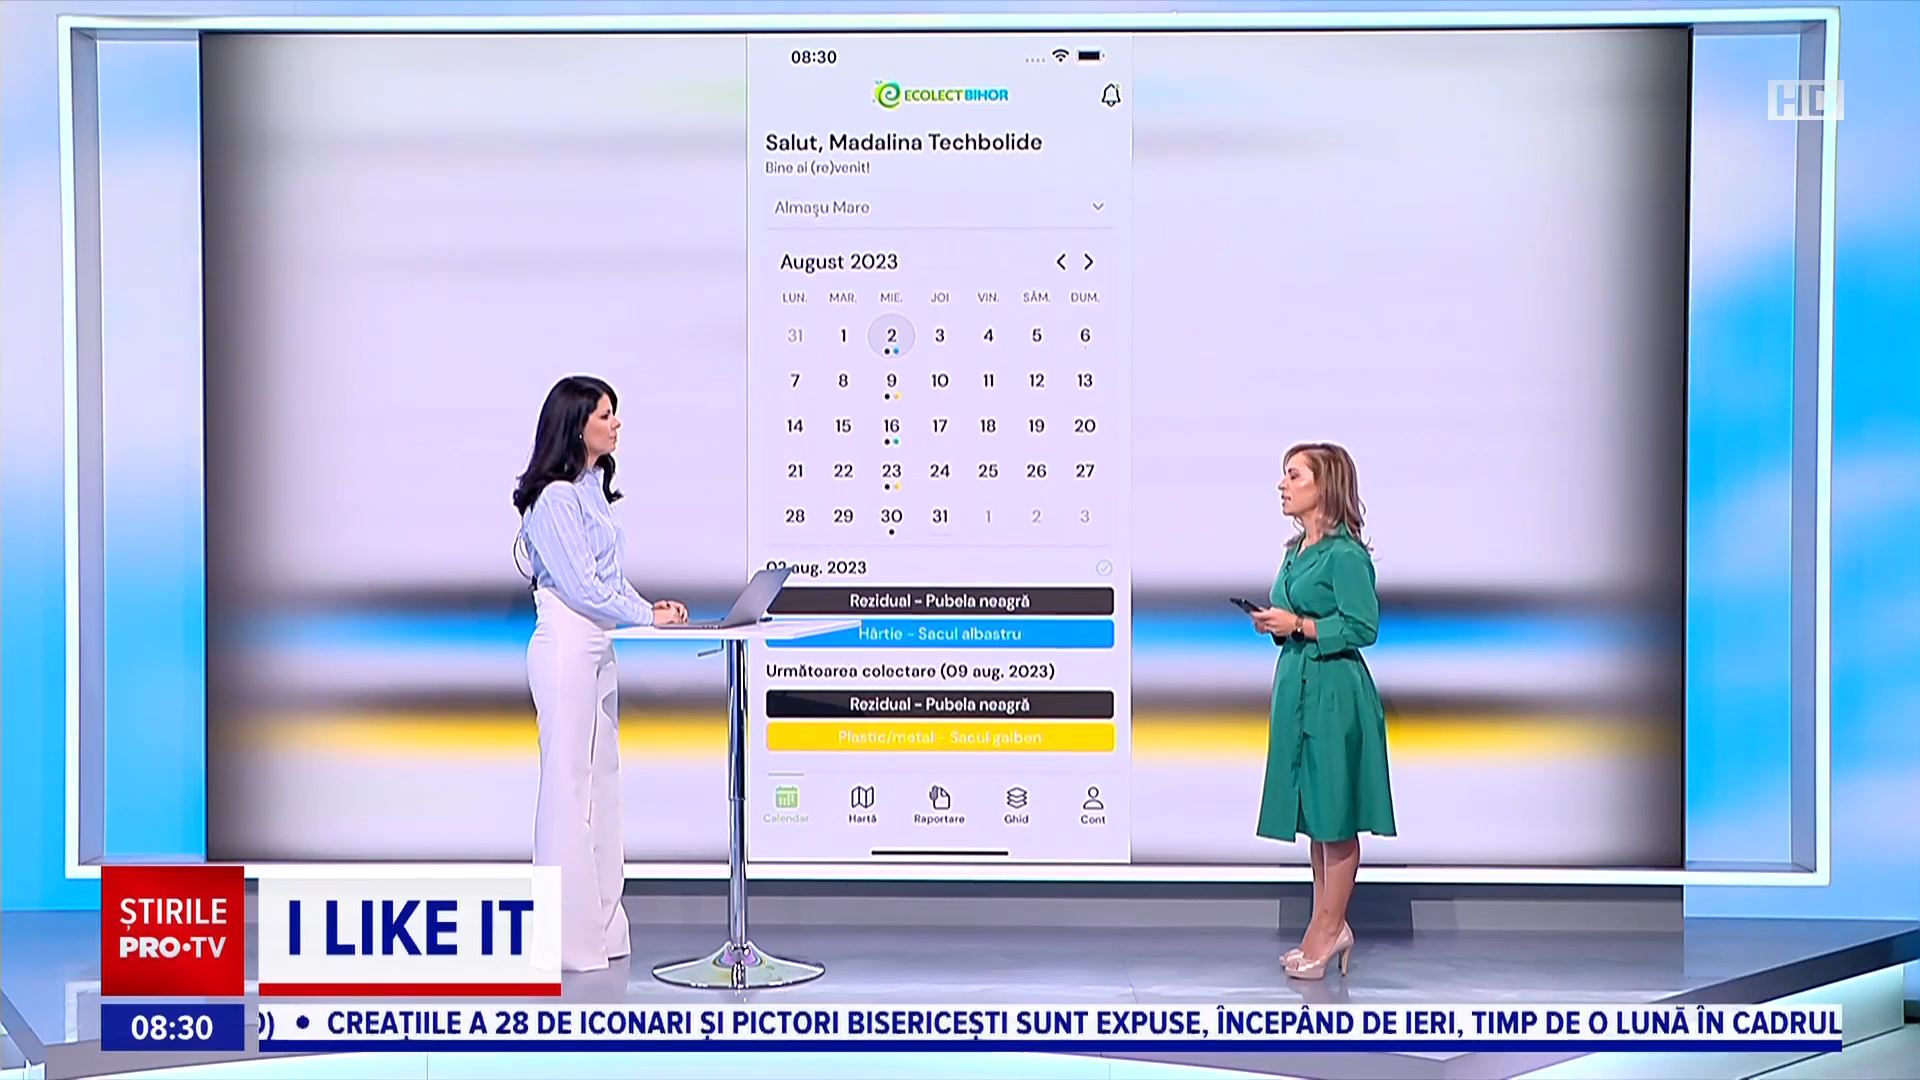 08:30
HD
ECOLECTBIHOR
Salut, Madalina Techbolide
Bine ai (re)venit!
Almaşu Mare
August 2023
LUN. MAR. MIE. JOI VIN. SÂM. DUM.
31 1 2 3 4 5 6
7 8 9 10 11 12 13
14 15 16 17 18 19 20
21 22 23 24 25 26 27
28 29 30 31 1 2 3
02 aug. 2023
Rezidual - Pubela neagră
Hârtie - Sacul albastru
Următoarea colectare (09 aug. 2023)
Rezidual - Pubela neagră
Plastic/metal - Sacul galben
Calendar Hartă Raportare Ghid Cont
ȘTIRILE
PRO•TV
I LIKE IT
08:30
0) • CREAȚIILE A 28 DE ICONARI ȘI PICTORI BISERICEȘTI SUNT EXPUSE, ÎNCEPÂND DE IERI, TIMP DE O LUNĂ ÎN CADRUL